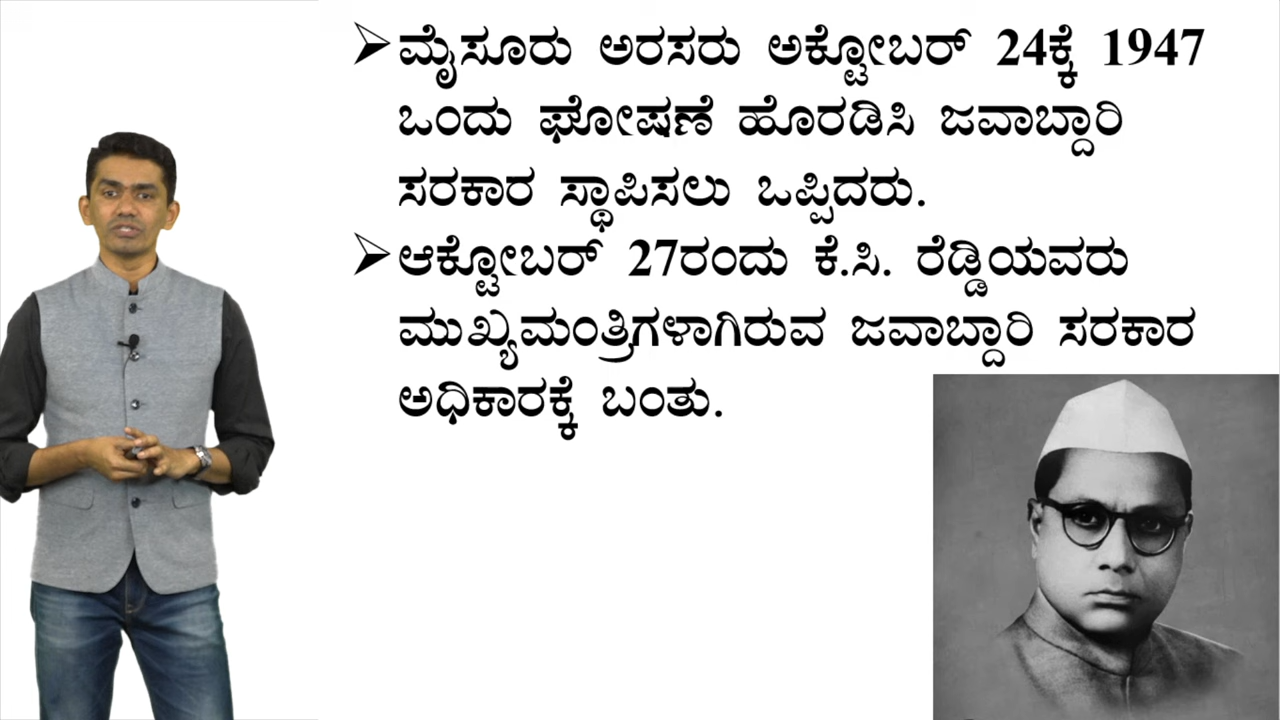 ➢ಮೈಸೂರು ಅರಸರು ಅಕ್ಟೋಬರ್ 24ಕ್ಕೆ 1947
ಒಂದು ಘೋಷಣೆ ಹೊರಡಿಸಿ ಜವಾಬ್ದಾರಿ
ಸರಕಾರ ಸ್ಥಾಪಿಸಲು ಒಪ್ಪಿದರು.
➢ಆಕ್ಟೋಬರ್ 27ರಂದು ಕೆ.ಸಿ. ರೆಡ್ಡಿಯವರು
ಮುಖ್ಯಮಂತ್ರಿಗಳಾಗಿರುವ ಜವಾಬ್ದಾರಿ ಸರಕಾರ
ಅಧಿಕಾರಕ್ಕೆ ಬಂತು.